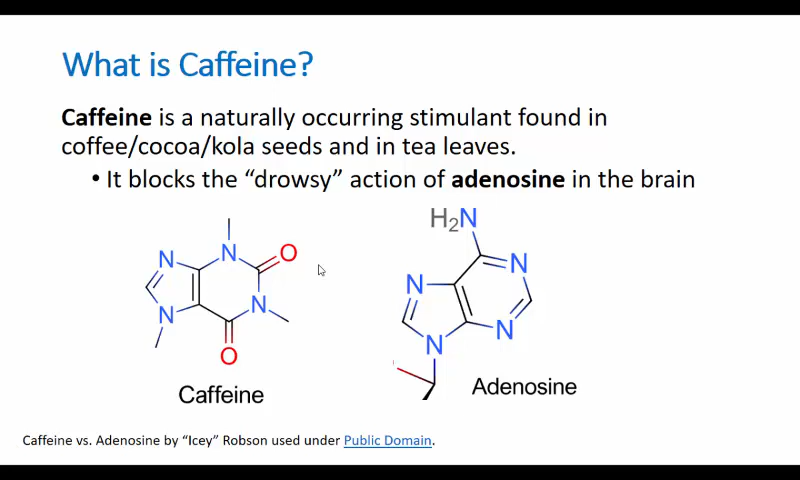 What is Caffeine?
Caffeine is a naturally occurring stimulant found in
coffee/cocoa/kola seeds and in tea leaves.
• It blocks the “drowsy” action of adenosine in the brain
H₂N
N
N
O
N
N
O
N
N
N
N
Caffeine
Adenosine
Caffeine vs. Adenosine by “Icey” Robson used under Public Domain.